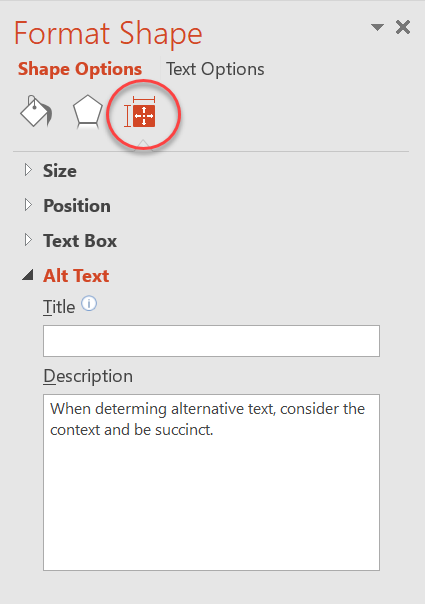 Format Shape
Shape Options Text Options
Size
Position
Text Box
Alt Text
Title
Description
When determing alternative text, consider the
context and be succinct.